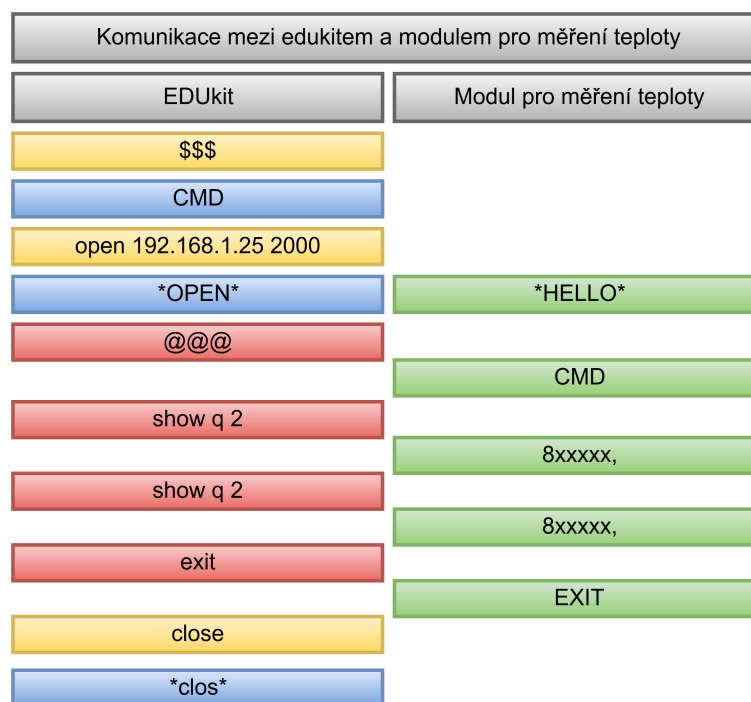 Komunikace mezi edukitem a modulem pro měření teploty
EDUkit
Modul pro měření teploty
$$$
CMD
open 192.168.1.25 2000
*OPEN*
*HELLO*
@@@
CMD
show q 2
8xxxxx,
show q 2
8xxxxx,
exit
EXIT
close
*clos*